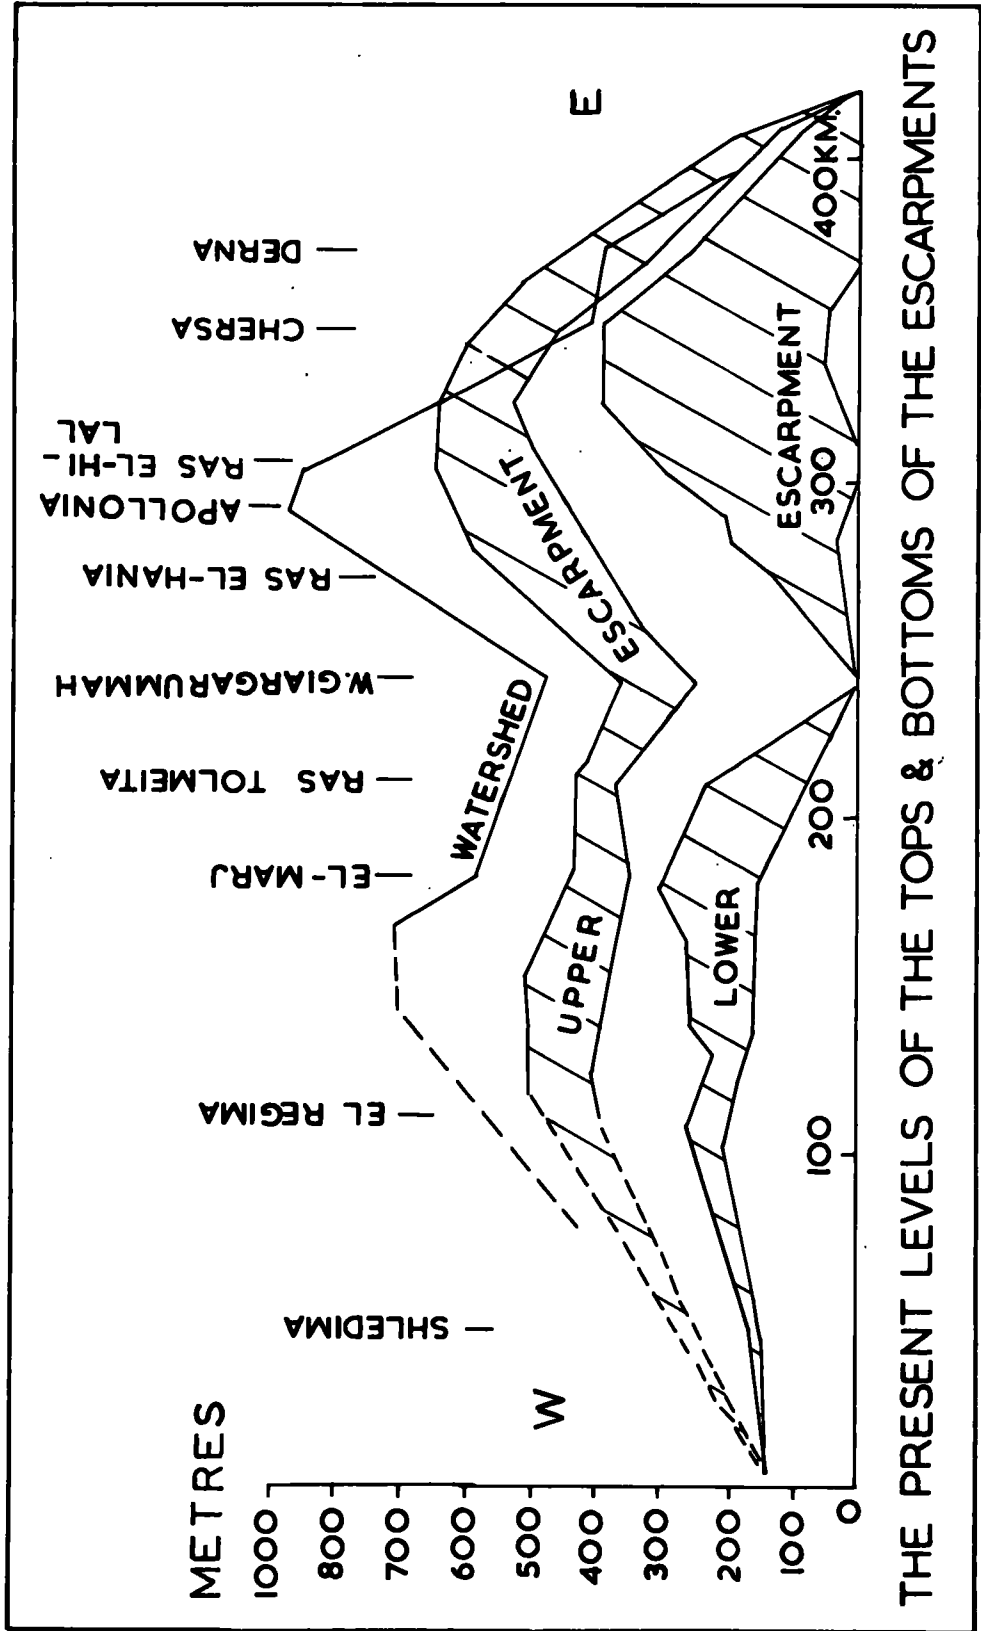 METRES
1000
800
700
600
500
400
300
200
100
0
W
E
SHLEDIMA
EL REGIMA
EL-MARJ
RAS TOLMEITA
W.GIARGARUMMAH
RAS EL-HANIA
APOLLONIA
RAS EL-HI-
LAL
CHERSA
DERNA
WATERSHED
UPPER ESCARPMENT
LOWER ESCARPMENT
100
200
300
400KM.
THE PRESENT LEVELS OF THE TOPS & BOTTOMS OF THE ESCARPMENTS